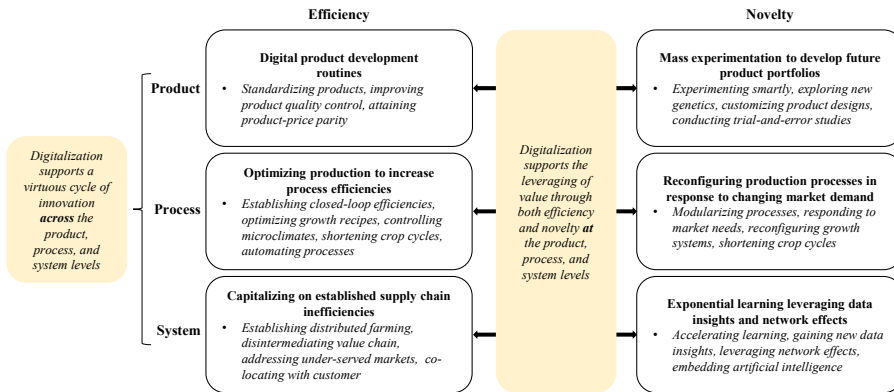 Efficiency
Novelty
Digitalization
supports a
virtuous cycle of
innovation
across the
product,
process, and
system levels
Product
Digital product development
routines
• Standardizing products, improving
product quality control, attaining
product-price parity
Process
Optimizing production to increase
process efficiencies
• Establishing closed-loop efficiencies,
optimizing growth recipes, controlling
microclimates, shortening crop cycles,
automating processes
System
Capitalizing on established supply chain
inefficiencies
• Establishing distributed farming,
disintermediating value chain,
addressing under-served markets, co-
locating with customer
Digitalization
supports the
leveraging of
value through
both efficiency
and novelty at
the product,
process, and
system levels
Mass experimentation to develop future
product portfolios
• Experimenting smartly, exploring new
genetics, customizing product designs,
conducting trial-and-error studies
Reconfiguring production processes in
response to changing market demand
• Modularizing processes, responding to
market needs, reconfiguring growth
systems, shortening crop cycles
Exponential learning leveraging data
insights and network effects
• Accelerating learning, gaining new data
insights, leveraging network effects,
embedding artificial intelligence